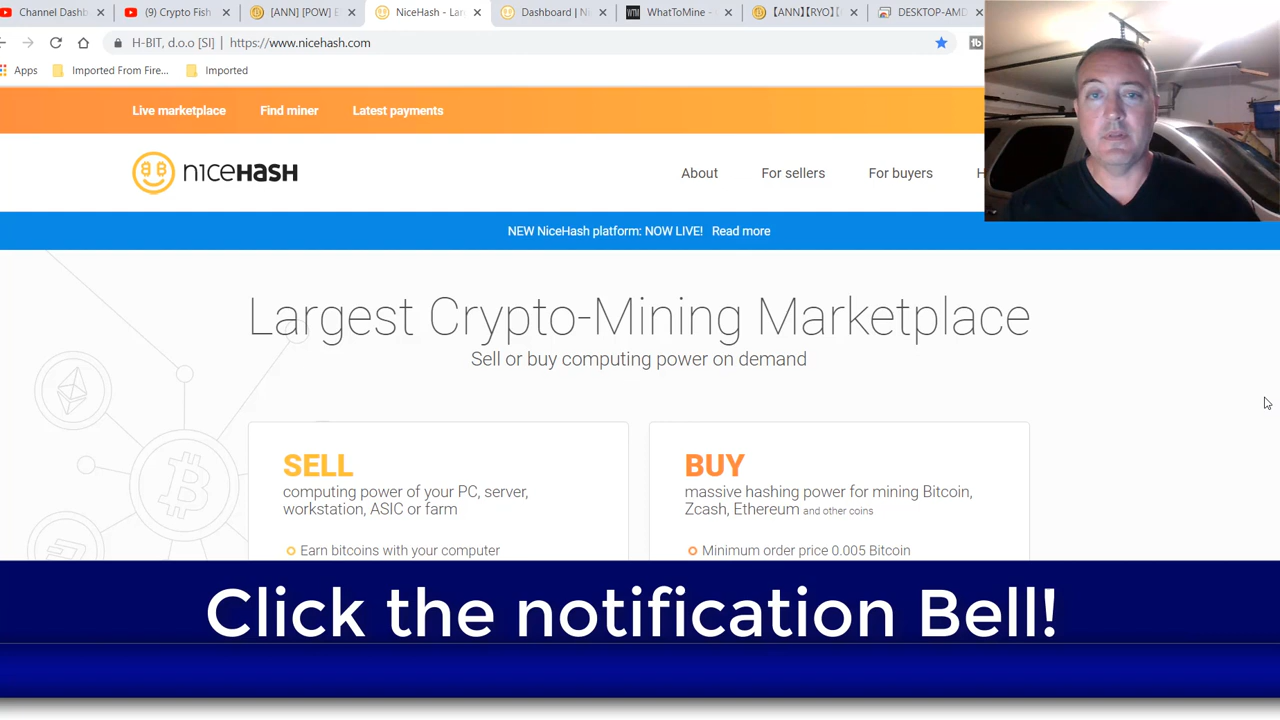 Channel Dashb
(9) Crypto Fish
[ANN] [POW] E
NiceHash - Lar
Dashboard | Ni
WTM WhatToMine -
DESKTOP-AMD
H-BIT, d.o.o [SI] | https://www.nicehash.com
tb
Apps
Imported From Fire...
Imported
Live marketplace
Find miner
Latest payments
nıceHASH
About
For sellers
For buyers
H
NEW NiceHash platform: NOW LIVE! Read more
Largest Crypto-Mining Marketplace
Sell or buy computing power on demand
SELL
computing power of your PC, server,
workstation, ASIC or farm
Earn bitcoins with your computer
BUY
massive hashing power for mining Bitcoin,
Zcash, Ethereum and other coins
Minimum order price 0.005 Bitcoin
Click the notification Bell!